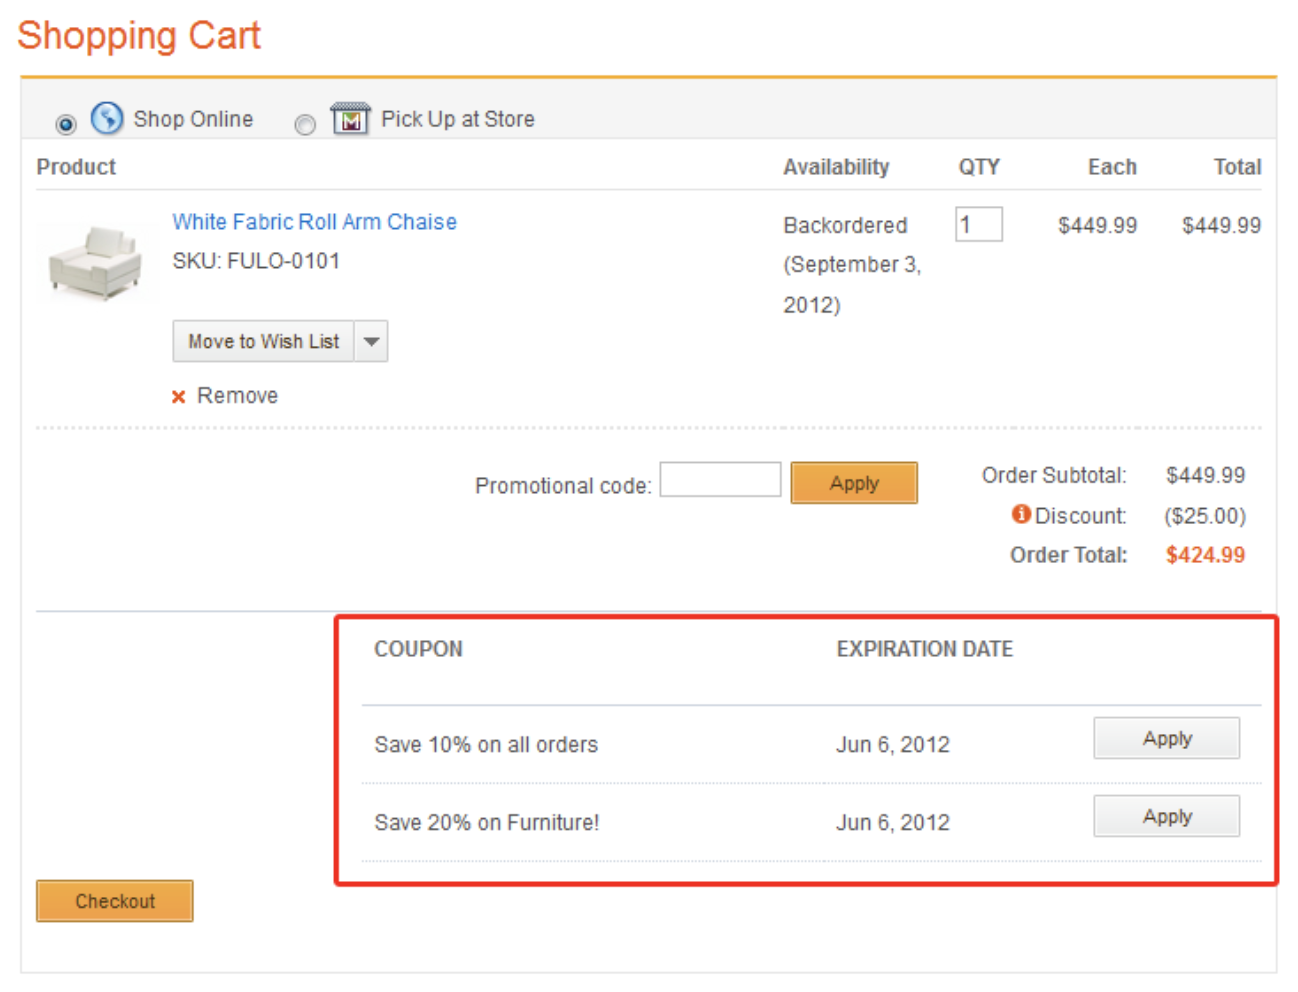 Shopping Cart
Shop Online Pick Up at Store
Product Availability QTY Each Total
White Fabric Roll Arm Chaise Backordered 1 $449.99 $449.99
SKU: FULO-0101 (September 3,
2012)
Move to Wish List
Remove
Promotional code: Apply Order Subtotal: $449.99
Discount: ($25.00)
Order Total: $424.99
COUPON EXPIRATION DATE
Save 10% on all orders Jun 6, 2012 Apply
Save 20% on Furniture! Jun 6, 2012 Apply
Checkout